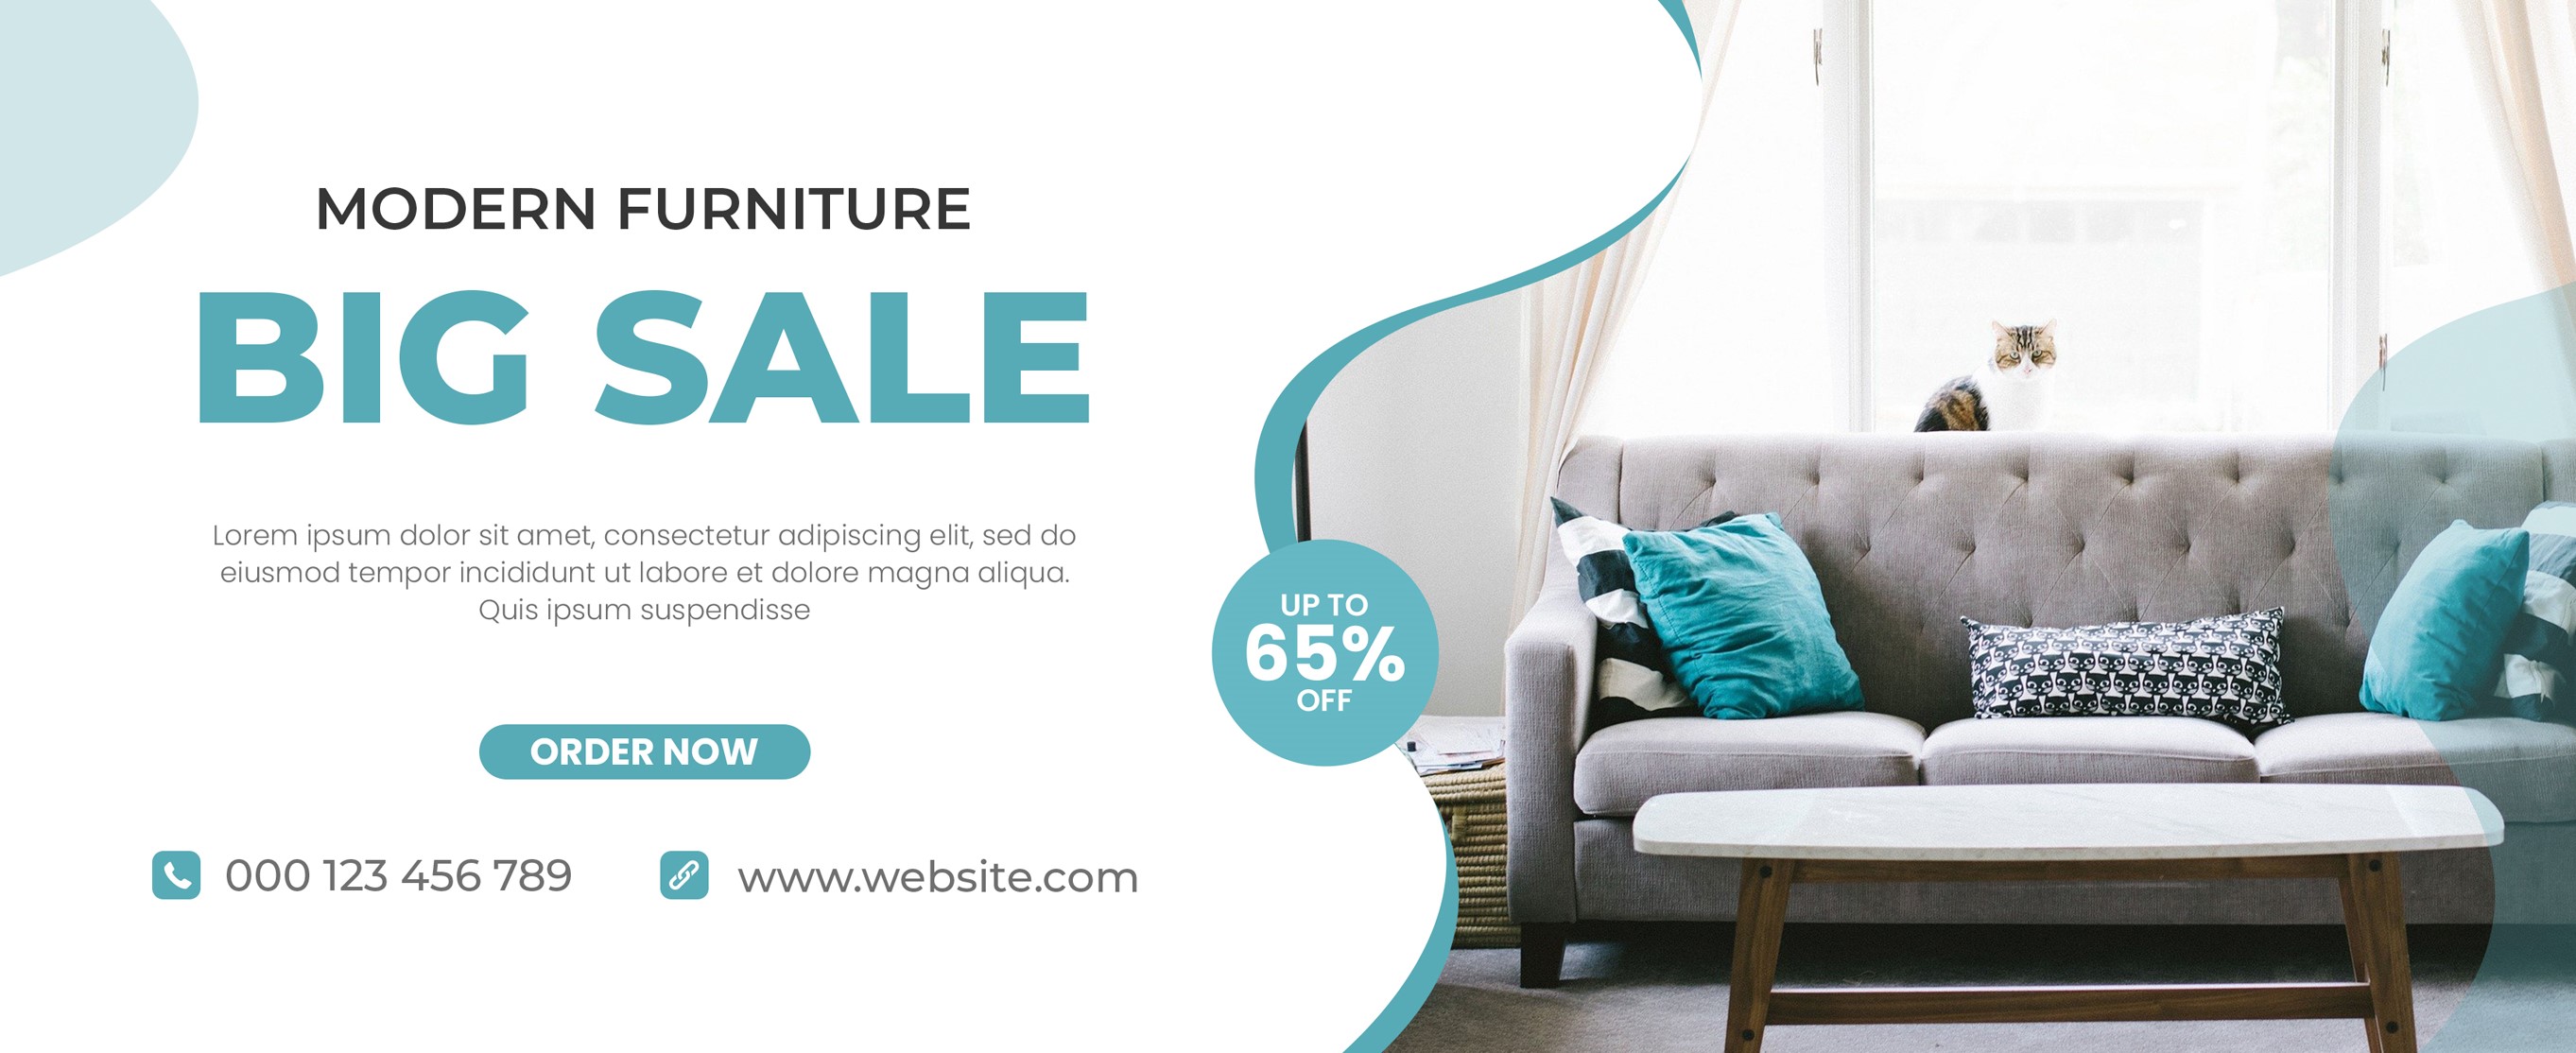 MODERN FURNITURE
BIG SALE
Lorem ipsum dolor sit amet, consectetur adipiscing elit, sed do
eiusmod tempor incididunt ut labore et dolore magna aliqua.
Quis ipsum suspendisse
ORDER NOW
000 123 456 789
www.website.com
UP TO
65%
OFF